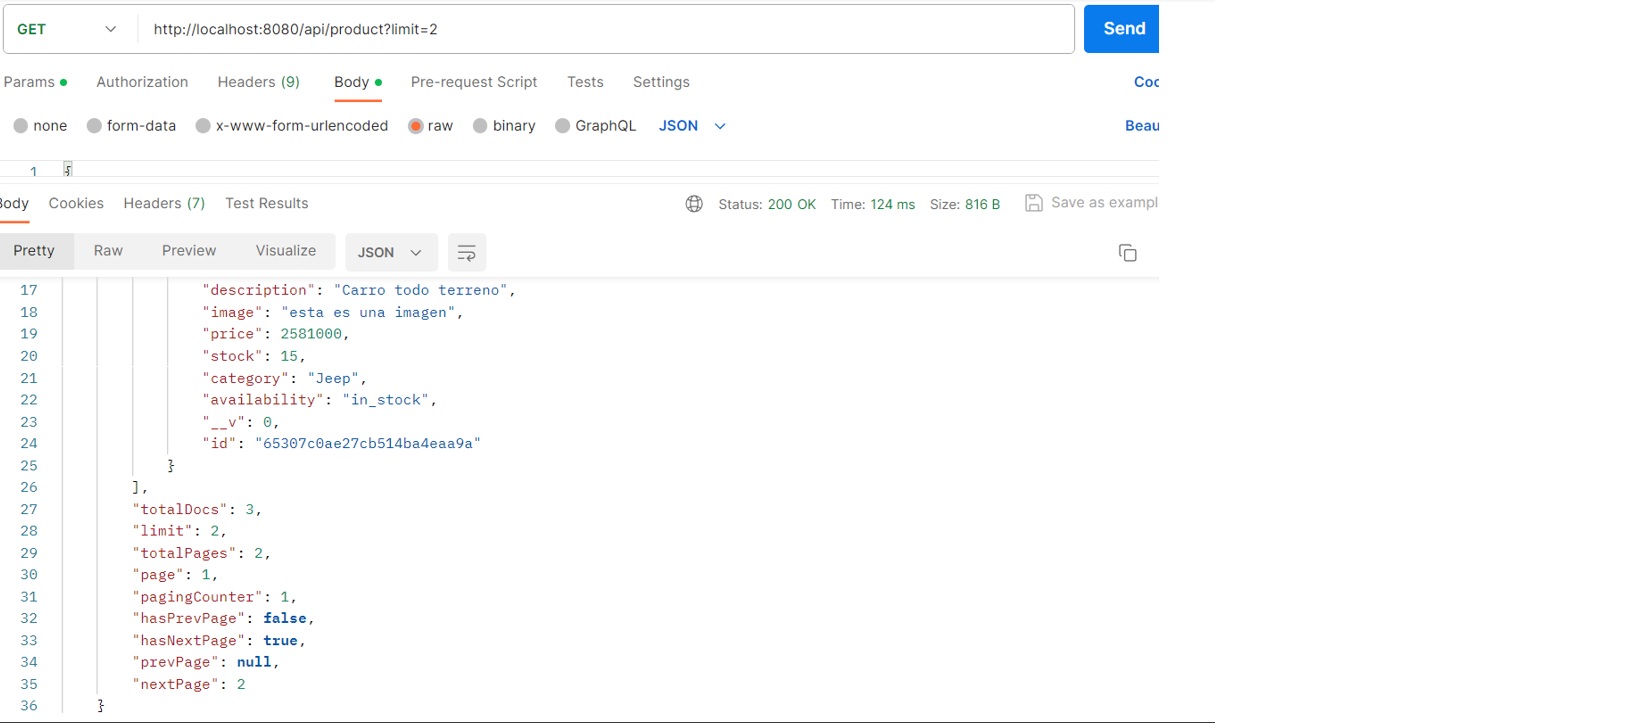 GET http://localhost:8080/api/product?limit=2 Send
Params Authorization Headers (9) Body Pre-request Script Tests Settings Coo
none form-data x-www-form-urlencoded raw binary GraphQL JSON Beau
1 {
Body Cookies Headers (7) Test Results Status: 200 OK Time: 124 ms Size: 816 B Save as exampl
Pretty Raw Preview Visualize JSON
17 "description": "Carro todo terreno",
18 "image": "esta es una imagen",
19 "price": 2581000,
20 "stock": 15,
21 "category": "Jeep",
22 "availability": "in_stock",
23 "__v": 0,
24 "id": "65307c0ae27cb514ba4eaa9a"
25 }
26 ],
27 "totalDocs": 3,
28 "limit": 2,
29 "totalPages": 2,
30 "page": 1,
31 "pagingCounter": 1,
32 "hasPrevPage": false,
33 "hasNextPage": true,
34 "prevPage": null,
35 "nextPage": 2
36 }